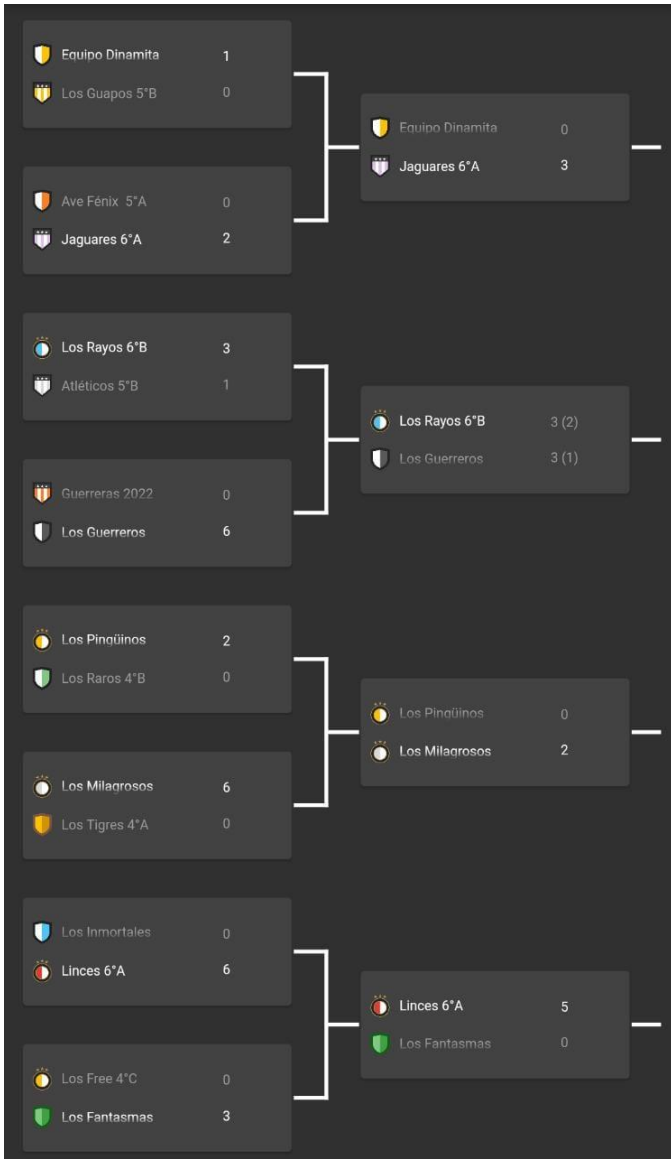 Equipo Dinamita 1
Los Guapos 5°B 0
Ave Fénix 5°A 0
Jaguares 6°A 2
Los Rayos 6°B 3
Atléticos 5°B 1
Guerreras 2022 0
Los Guerreros 6
Los Pingüinos 2
Los Raros 4°B 0
Los Milagrosos 6
Los Tigres 4°A 0
Los Inmortales 0
Linces 6°A 6
Los Free 4°C 0
Los Fantasmas 3
Equipo Dinamita 0
Jaguares 6°A 3
Los Rayos 6°B 3 (2)
Los Guerreros 3 (1)
Los Pingüinos 0
Los Milagrosos 2
Linces 6°A 5
Los Fantasmas 0